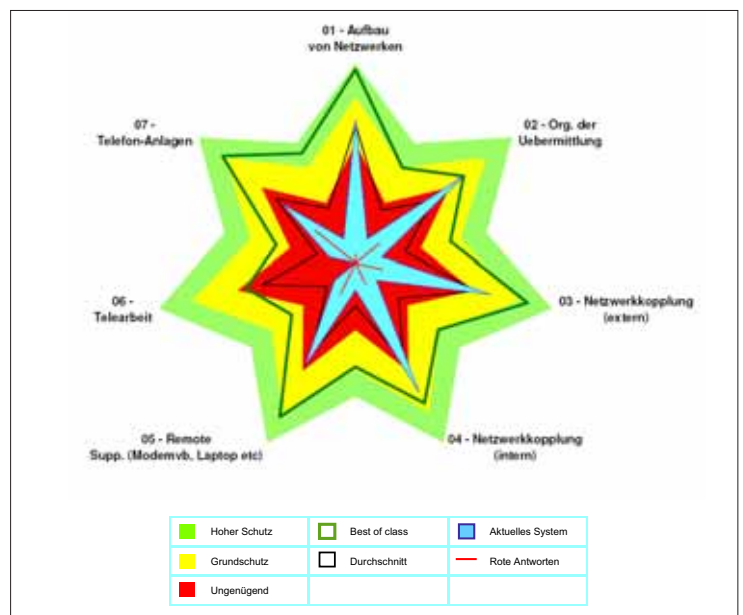 01 - Aufbau
von Netzwerken
07 -
Telefon-Anlagen
02 - Org. der
Uebermittlung
06 -
Telearbeit
03 - Netzwerkkopplung
(extern)
05 - Remote
Supp. (Modemvb, Laptop etc)
04 - Netzwerkkopplung
(intern)
Hoher Schutz
Best of class
Aktuelles System
Grundschutz
Durchschnitt
Rote Antworten
Ungenügend